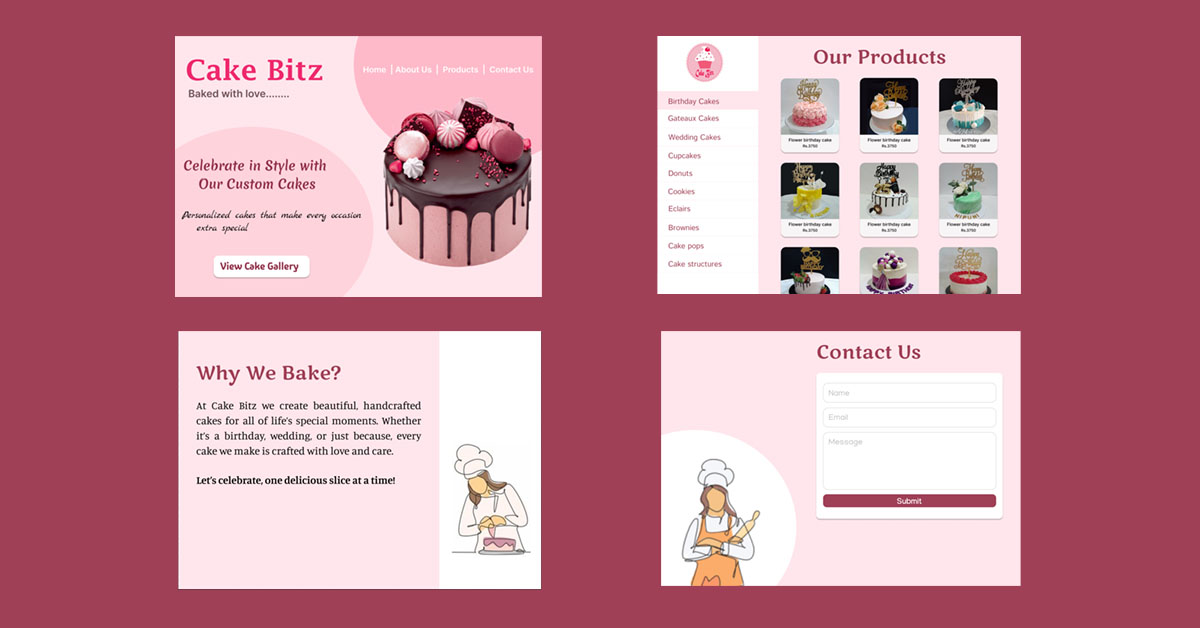 Cake Bitz
Baked with love........
Home | About Us | Products | Contact Us
Celebrate in Style with
Our Custom Cakes
Personalized cakes that make every occasion
extra special
View Cake Gallery
Our Products
Birthday Cakes
Gateaux Cakes
Wedding Cakes
Cupcakes
Donuts
Cookies
Eclairs
Brownies
Cake pops
Cake structures
Flower birthday cake
Rs.3750
Flower birthday cake
Rs.3750
Flower birthday cake
Rs.3750
Flower birthday cake
Rs.3750
Flower birthday cake
Rs.3750
Flower birthday cake
Rs.3750
Why We Bake?
At Cake Bitz we create beautiful, handcrafted
cakes for all of life's special moments. Whether
it's a birthday, wedding, or just because, every
cake we make is crafted with love and care.
Let's celebrate, one delicious slice at a time!
Contact Us
Name
Email
Message
Submit